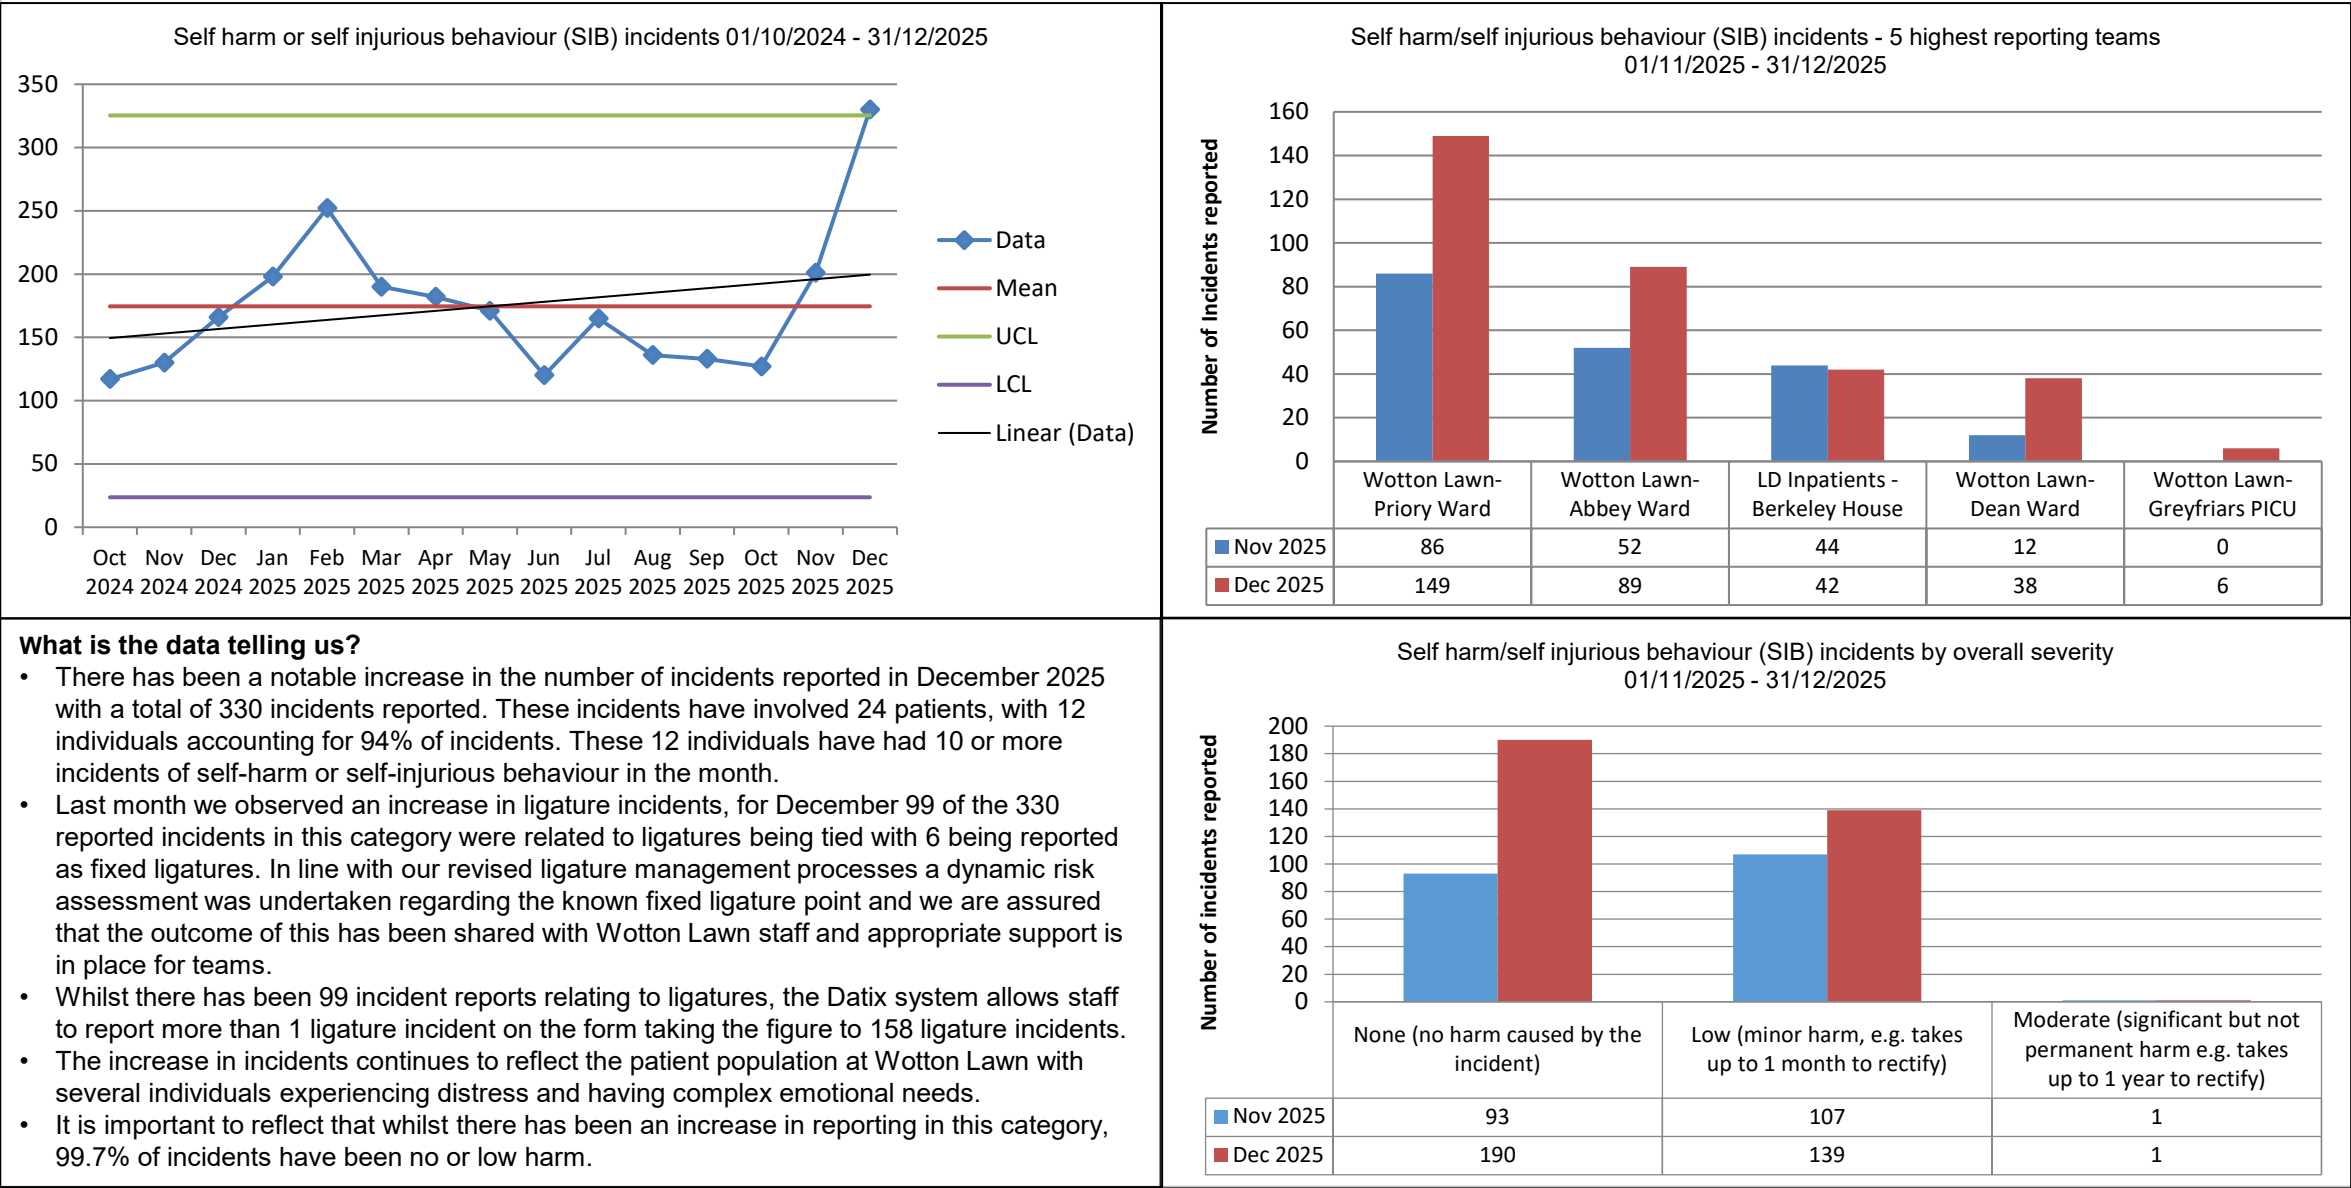 Self harm or self injurious behaviour (SIB) incidents 01/10/2024 - 31/12/2025
350
300
250
200
150
100
50
0
Oct Nov Dec Jan Feb Mar Apr May Jun Jul Aug Sep Oct Nov Dec
2024 2024 2024 2025 2025 2025 2025 2025 2025 2025 2025 2025 2025 2025 2025
Data
Mean
UCL
LCL
Linear (Data)
Self harm/self injurious behaviour (SIB) incidents - 5 highest reporting teams
01/11/2025 - 31/12/2025
Number of Incidents reported
160
140
120
100
80
60
40
20
0
Wotton Lawn- Wotton Lawn- LD Inpatients - Wotton Lawn- Wotton Lawn-
Priory Ward Abbey Ward Berkeley House Dean Ward Greyfriars PICU
Nov 2025 86 52 44 12 0
Dec 2025 149 89 42 38 6
What is the data telling us?
• There has been a notable increase in the number of incidents reported in December 2025
with a total of 330 incidents reported. These incidents have involved 24 patients, with 12
individuals accounting for 94% of incidents. These 12 individuals have had 10 or more
incidents of self-harm or self-injurious behaviour in the month.
• Last month we observed an increase in ligature incidents, for December 99 of the 330
reported incidents in this category were related to ligatures being tied with 6 being reported
as fixed ligatures. In line with our revised ligature management processes a dynamic risk
assessment was undertaken regarding the known fixed ligature point and we are assured
that the outcome of this has been shared with Wotton Lawn staff and appropriate support is
in place for teams.
• Whilst there has been 99 incident reports relating to ligatures, the Datix system allows staff
to report more than 1 ligature incident on the form taking the figure to 158 ligature incidents.
• The increase in incidents continues to reflect the patient population at Wotton Lawn with
several individuals experiencing distress and having complex emotional needs.
• It is important to reflect that whilst there has been an increase in reporting in this category,
99.7% of incidents have been no or low harm.
Self harm/self injurious behaviour (SIB) incidents by overall severity
01/11/2025 - 31/12/2025
Number of incidents reported
200
180
160
140
120
100
80
60
40
20
0
None (no harm caused by the
incident)
Low (minor harm, e.g. takes
up to 1 month to rectify)
Moderate (significant but not
permanent harm e.g. takes
up to 1 year to rectify)
Nov 2025 93 107 1
Dec 2025 190 139 1